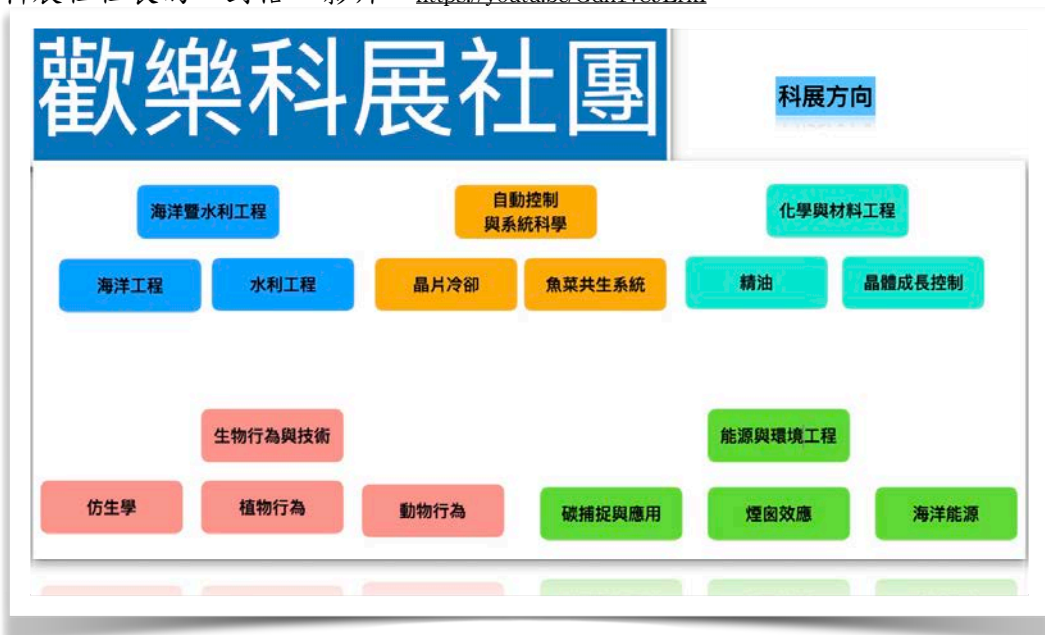 歡樂科展社團
科展方向
海洋暨水利工程
自動控制
與系統科學
化學與材料工程
海洋工程
水利工程
晶片冷卻
魚菜共生系統
精油
晶體成長控制
生物行為與技術
能源與環境工程
仿生學
植物行為
動物行為
碳捕捉與應用
煙囪效應
海洋能源